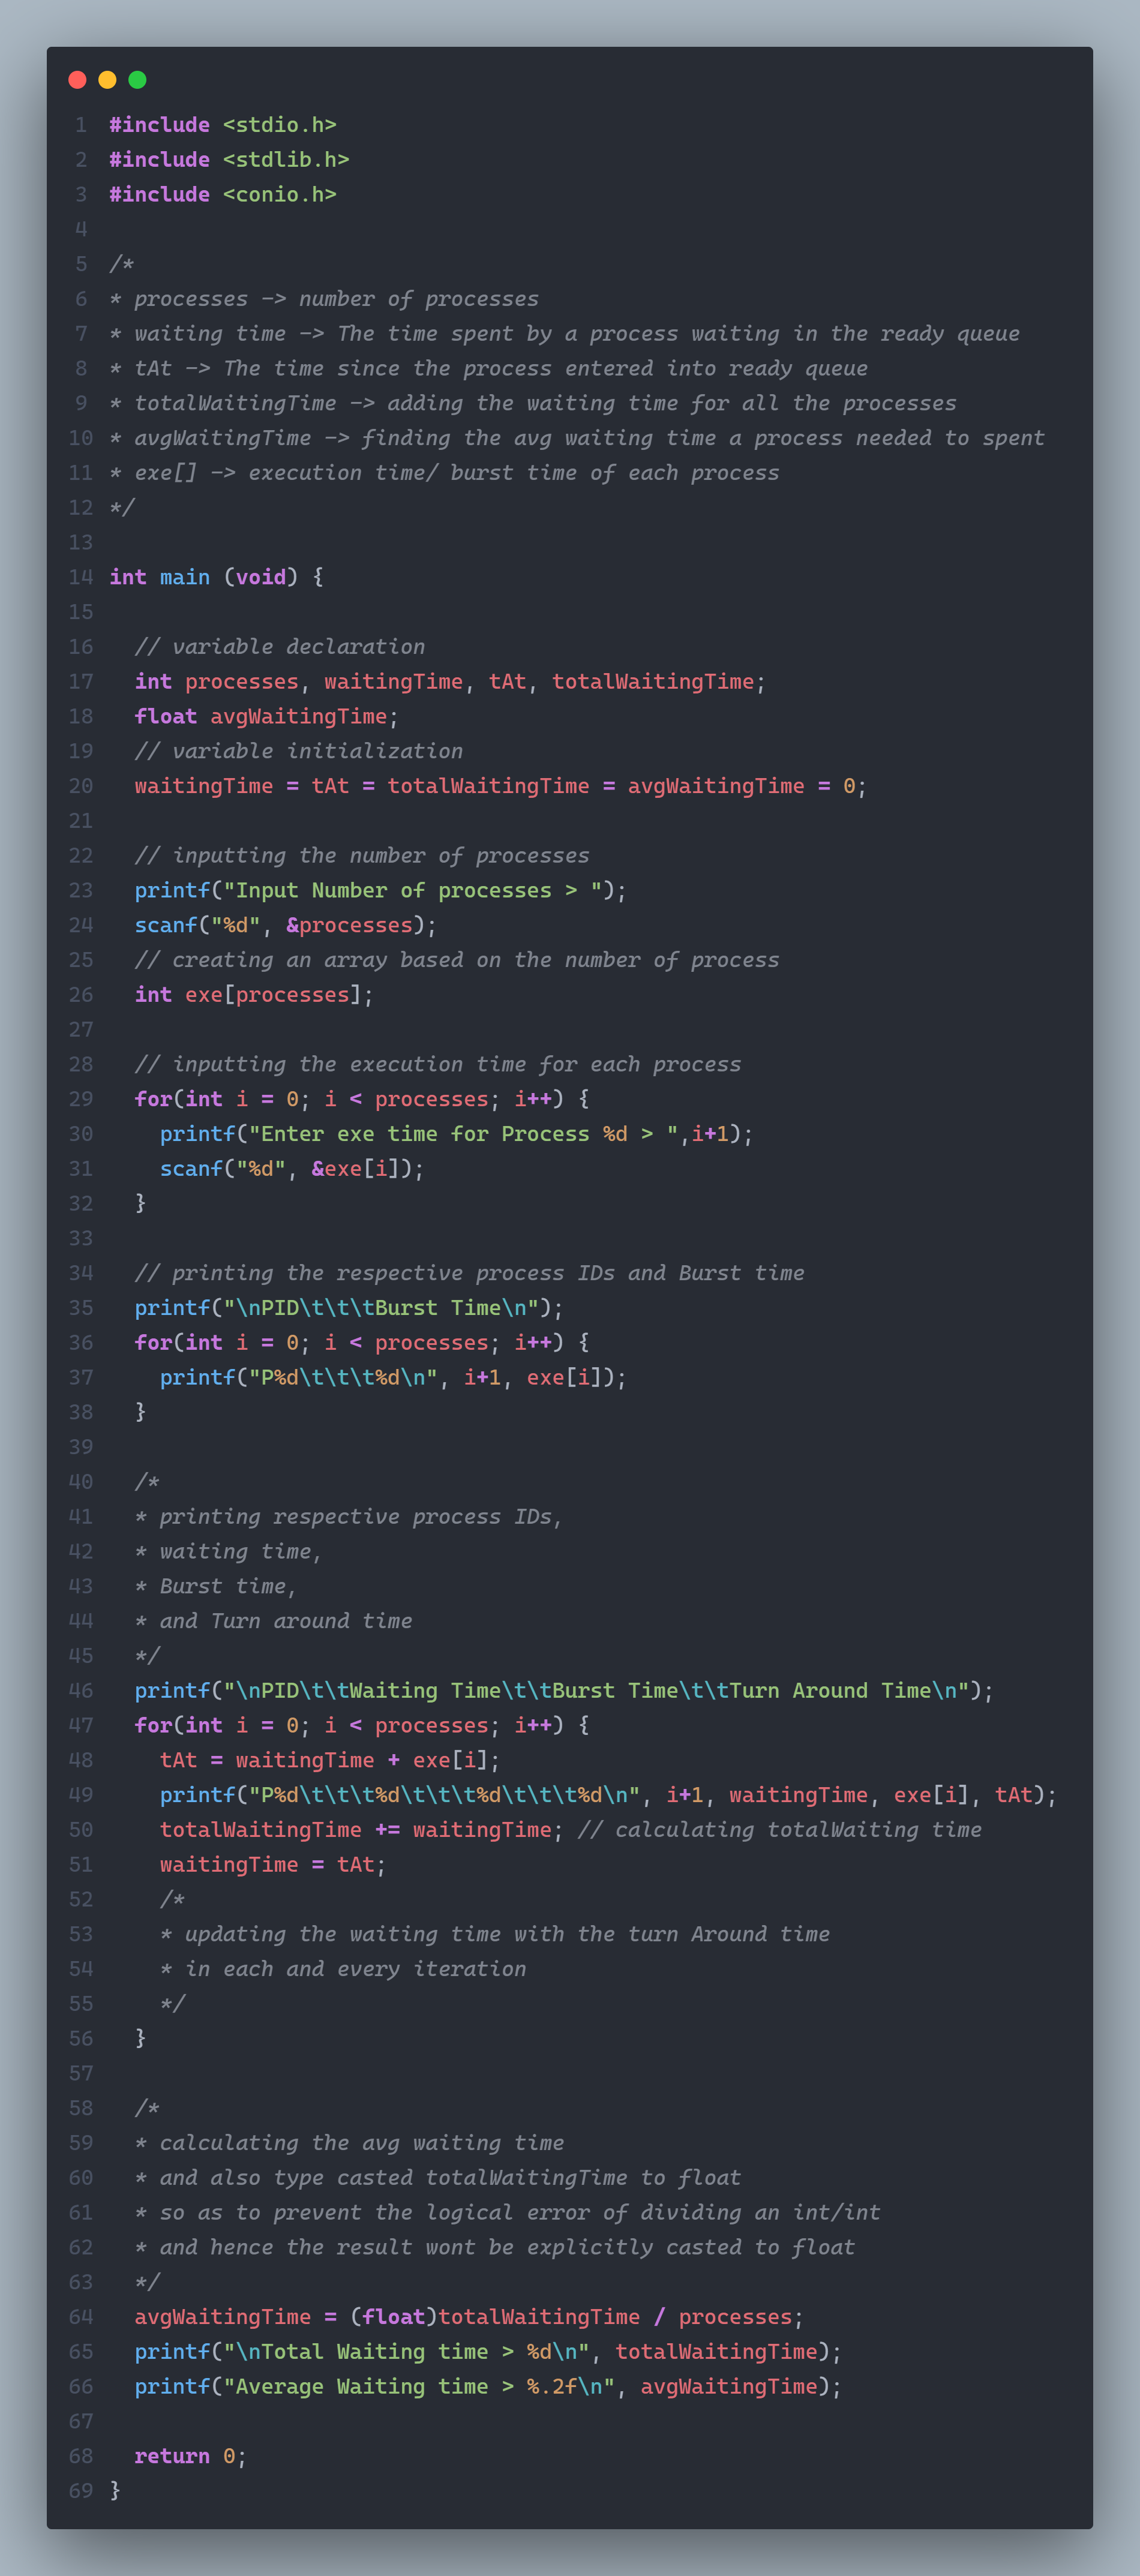 1 #include <stdio.h>
2 #include <stdlib.h>
3 #include <conio.h>
4
5 /*
6 * processes -> number of processes
7 * waiting time -> The time spent by a process waiting in the ready queue
8 * tAt -> The time since the process entered into ready queue
9 * totalWaitingTime -> adding the waiting time for all the processes
10 * avgWaitingTime -> finding the avg waiting time a process needed to spent
11 * exe[] -> execution time/ burst time of each process
12 */
13
14 int main (void) {
15
16   // variable declaration
17   int processes, waitingTime, tAt, totalWaitingTime;
18   float avgWaitingTime;
19   // variable initialization
20   waitingTime = tAt = totalWaitingTime = avgWaitingTime = 0;
21
22   // inputting the number of processes
23   printf("Input Number of processes > ");
24   scanf("%d", &processes);
25   // creating an array based on the number of process
26   int exe[processes];
27
28   // inputting the execution time for each process
29   for(int i = 0; i < processes; i++) {
30     printf("Enter exe time for Process %d > ",i+1);
31     scanf("%d", &exe[i]);
32   }
33
34   // printing the respective process IDs and Burst time
35   printf("\nPID\t\t\tBurst Time\n");
36   for(int i = 0; i < processes; i++) {
37     printf("P%d\t\t\t%d\n", i+1, exe[i]);
38   }
39
40   /*
41   * printing respective process IDs,
42   * waiting time,
43   * Burst time,
44   * and Turn around time
45   */
46   printf("\nPID\t\tWaiting Time\t\tBurst Time\t\tTurn Around Time\n");
47   for(int i = 0; i < processes; i++) {
48     tAt = waitingTime + exe[i];
49     printf("P%d\t\t\t%d\t\t\t%d\t\t\t%d\n", i+1, waitingTime, exe[i], tAt);
50     totalWaitingTime += waitingTime; // calculating totalWaiting time
51     waitingTime = tAt;
52     /*
53     * updating the waiting time with the turn Around time
54     * in each and every iteration
55     */
56   }
57
58   /*
59   * calculating the avg waiting time
60   * and also type casted totalWaitingTime to float
61   * so as to prevent the logical error of dividing an int/int
62   * and hence the result wont be explicitly casted to float
63   */
64   avgWaitingTime = (float)totalWaitingTime / processes;
65   printf("\nTotal Waiting time > %d\n", totalWaitingTime);
66   printf("Average Waiting time > %.2f\n", avgWaitingTime);
67
68   return 0;
69 }